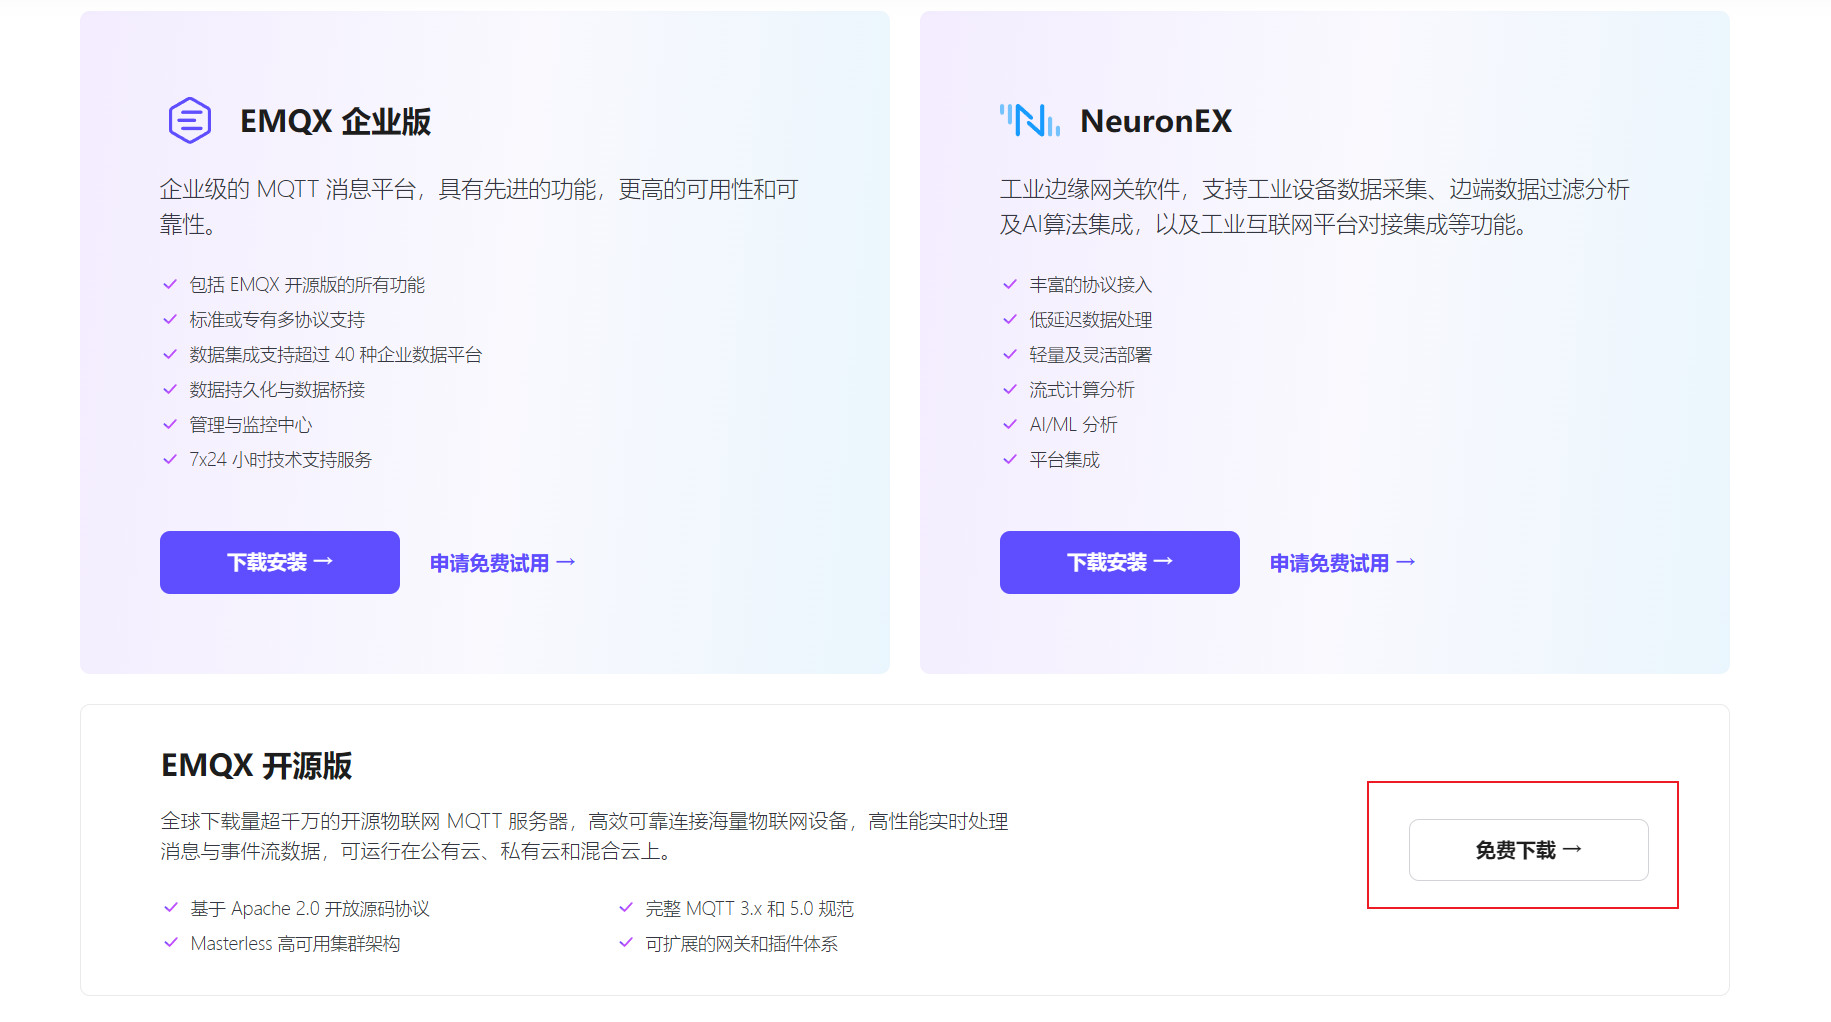 EMQX 企业版
企业级的 MQTT 消息平台，具有先进的功能，更高的可用性和可
靠性。
包括 EMQX 开源版的所有功能
标准或专有多协议支持
数据集成支持超过 40 种企业数据平台
数据持久化与数据桥接
管理与监控中心
7x24 小时技术支持服务
下载安装 → 申请免费试用 →
NeuronEX
工业边缘网关软件，支持工业设备数据采集、边端数据过滤分析
及AI算法集成，以及工业互联网平台对接集成等功能。
丰富的协议接入
低延迟数据处理
轻量及灵活部署
流式计算分析
AI/ML 分析
平台集成
下载安装 → 申请免费试用 →
EMQX 开源版
全球下载量超千万的开源物联网 MQTT 服务器，高效可靠连接海量物联网设备，高性能实时处理
消息与事件流数据，可运行在公有云、私有云和混合云上。
基于 Apache 2.0 开放源码协议
完整 MQTT 3.x 和 5.0 规范
Masterless 高可用集群架构
可扩展的网关和插件体系
免费下载 →